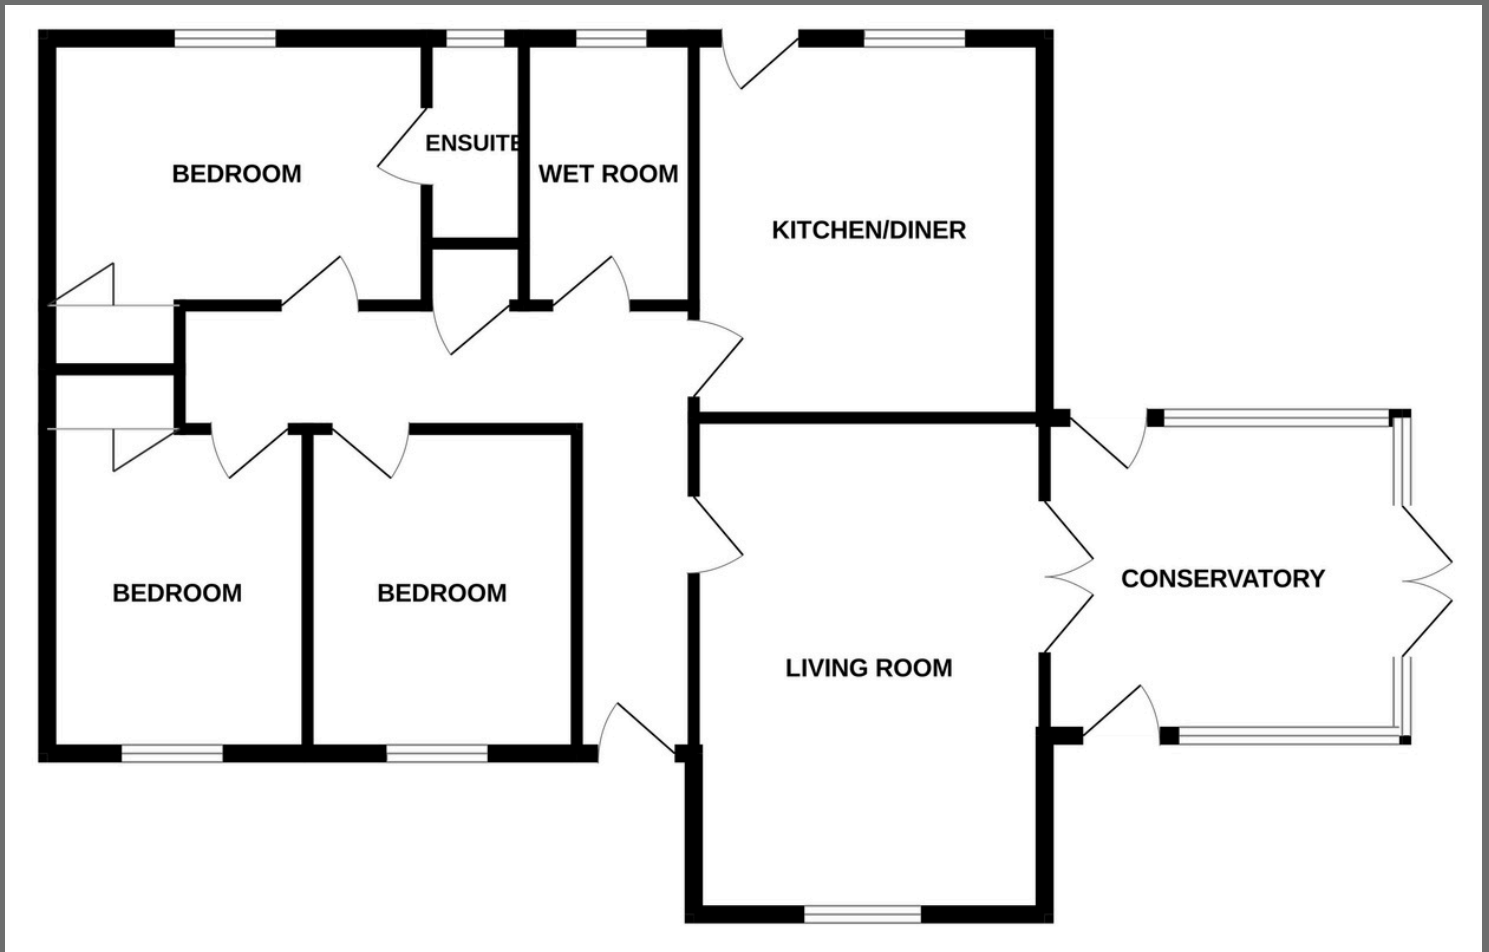 ENSUITE
BEDROOM
WET ROOM
KITCHEN/DINER
BEDROOM
BEDROOM
CONSERVATORY
LIVING ROOM